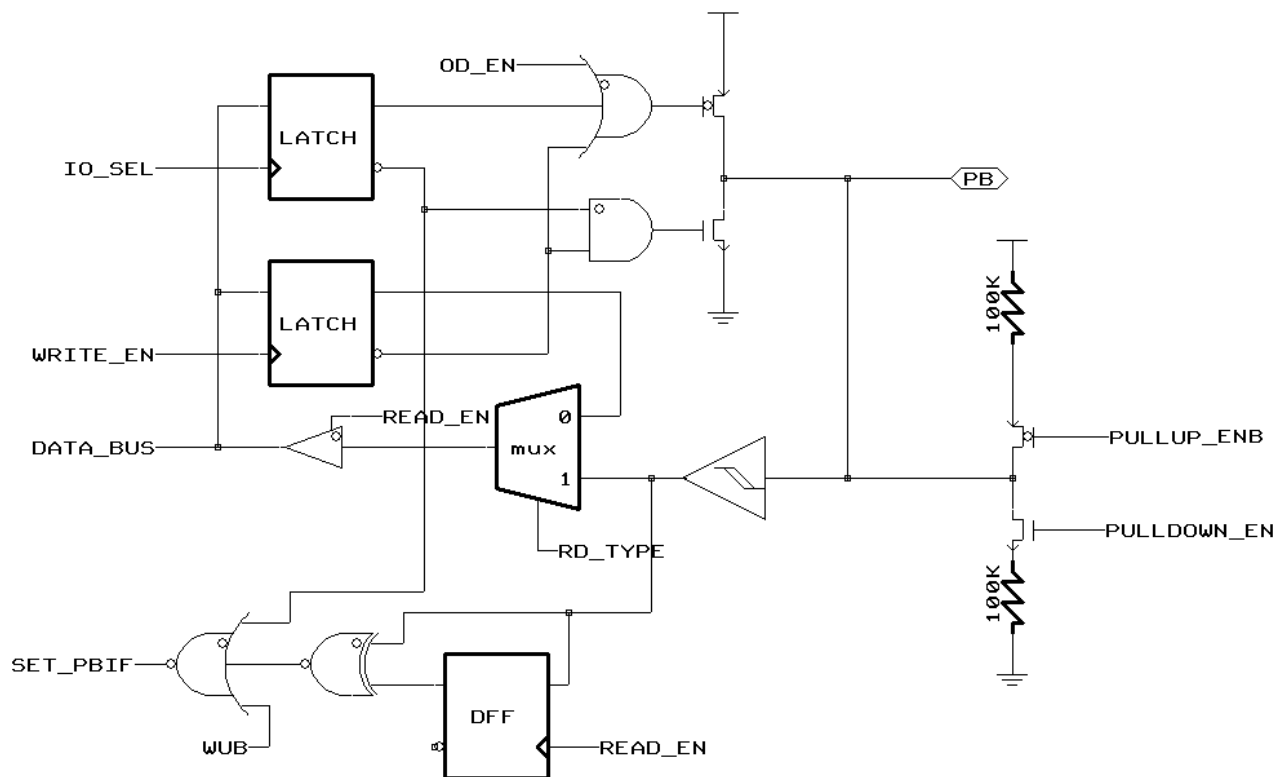 OD_EN
LATCH
IO_SEL
PB
100K
LATCH
WRITE_EN
READ_EN
0
DATA_BUS
mux
PULLUP_ENB
1
RD_TYPE
PULLDOWN_EN
100K
SET_PBIF
DFF
WUB
READ_EN